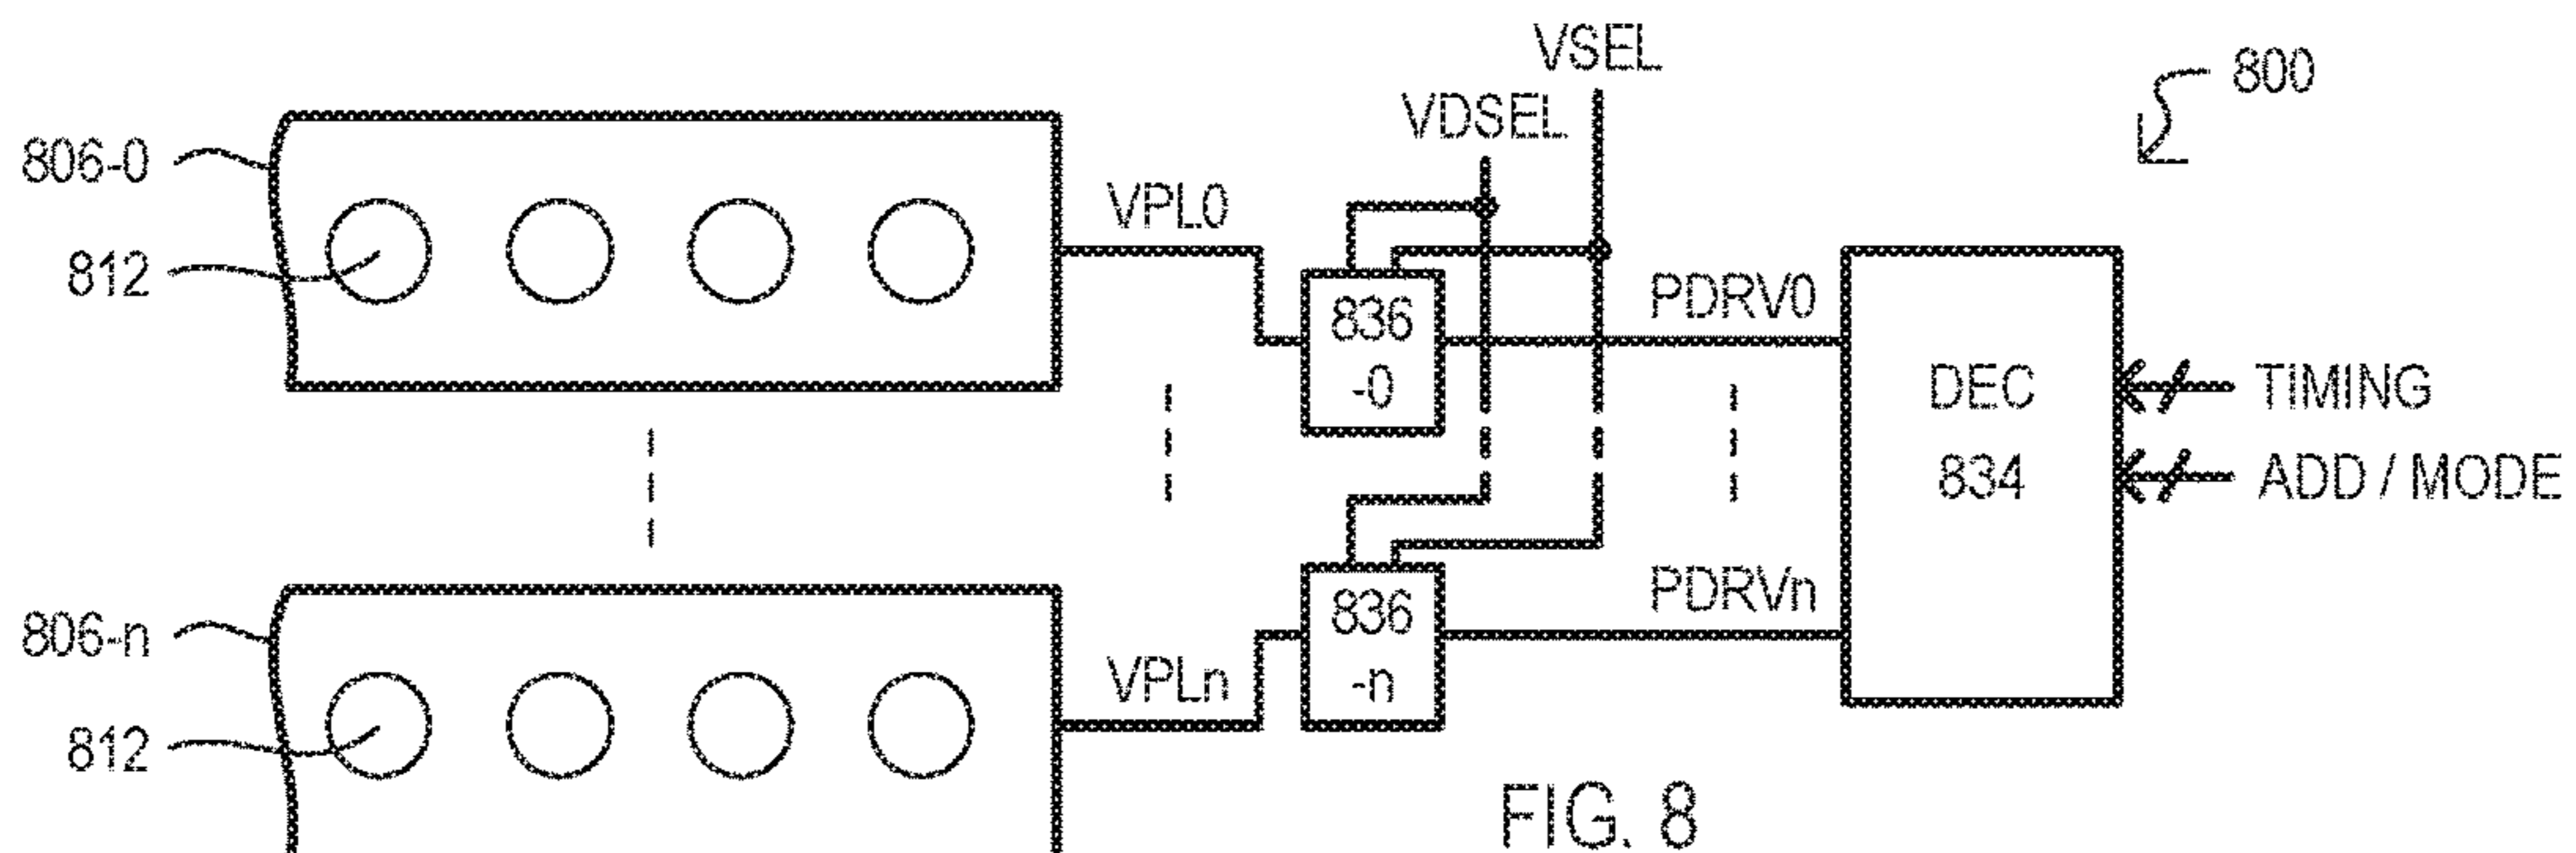 VSEL
800
VDSEL
806-0
VPL0
812
PDRV0
836
-0
DEC
834
TIMING
ADD / MODE
806-n
PDRVn
836
-n
VPLn
812
FIG. 8